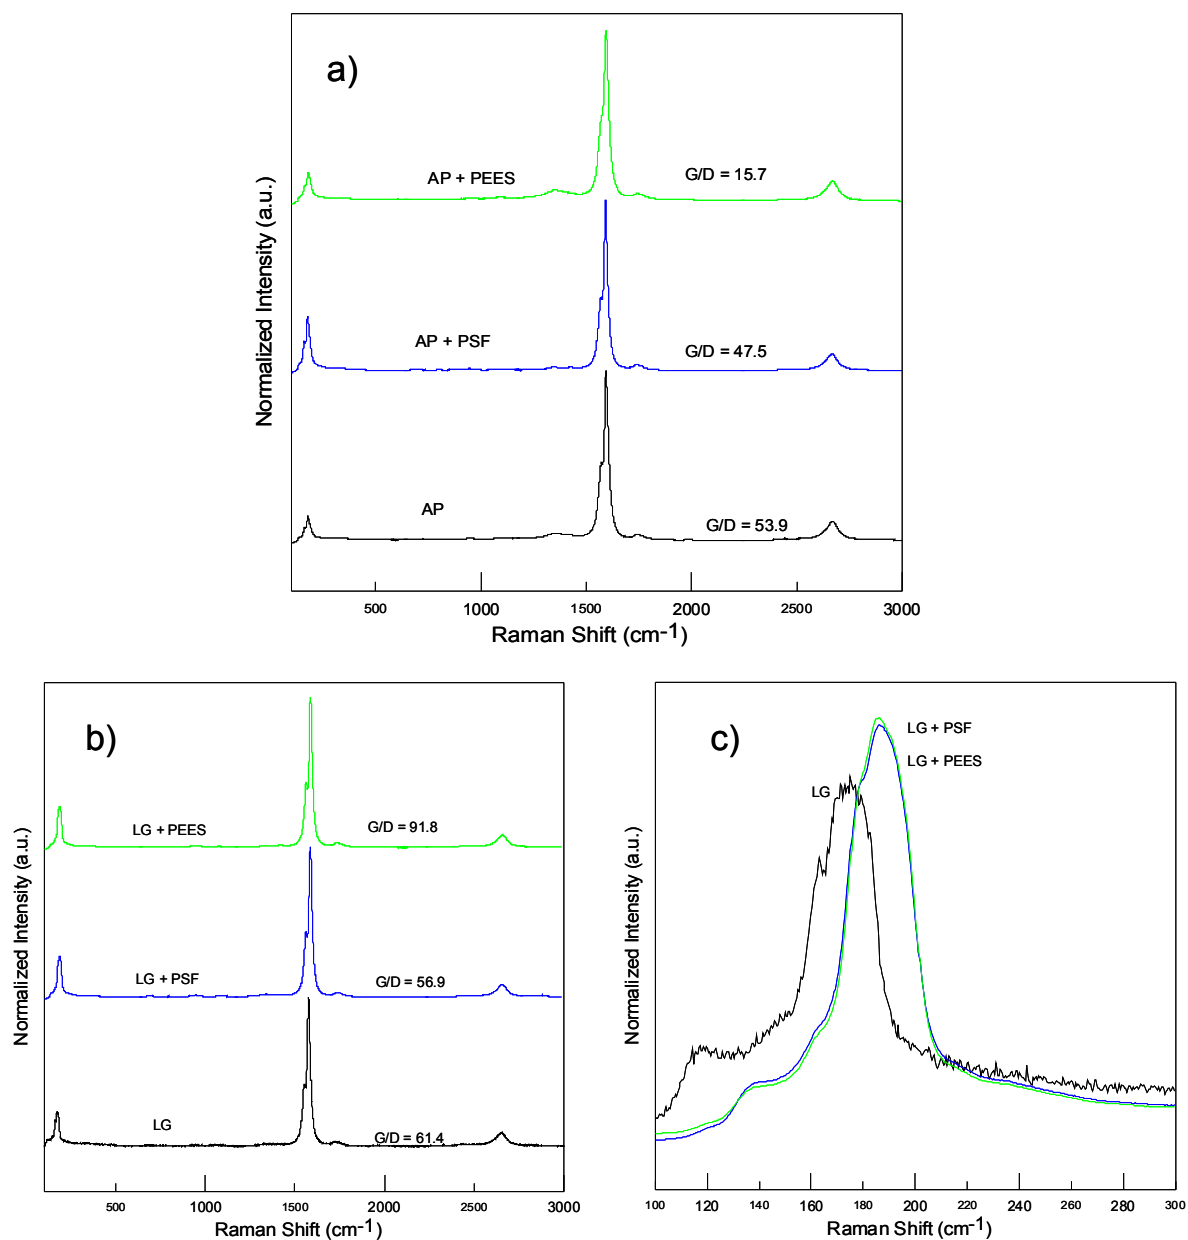 a)
AP + PEES
G/D = 15.7
AP + PSF
G/D = 47.5
AP
G/D = 53.9
Normalized Intensity (a.u.)
500 1000 1500 2000 2500 3000
Raman Shift (cm-1)
b)
LG + PEES
G/D = 91.8
LG + PSF
G/D = 56.9
LG
G/D = 61.4
Normalized Intensity (a.u.)
500 1000 1500 2000 2500 3000
Raman Shift (cm-1)
c)
LG + PSF
LG + PEES
LG
Normalized Intensity (a.u.)
100 120 140 160 180 200 220 240 260 280 300
Raman Shift (cm-1)